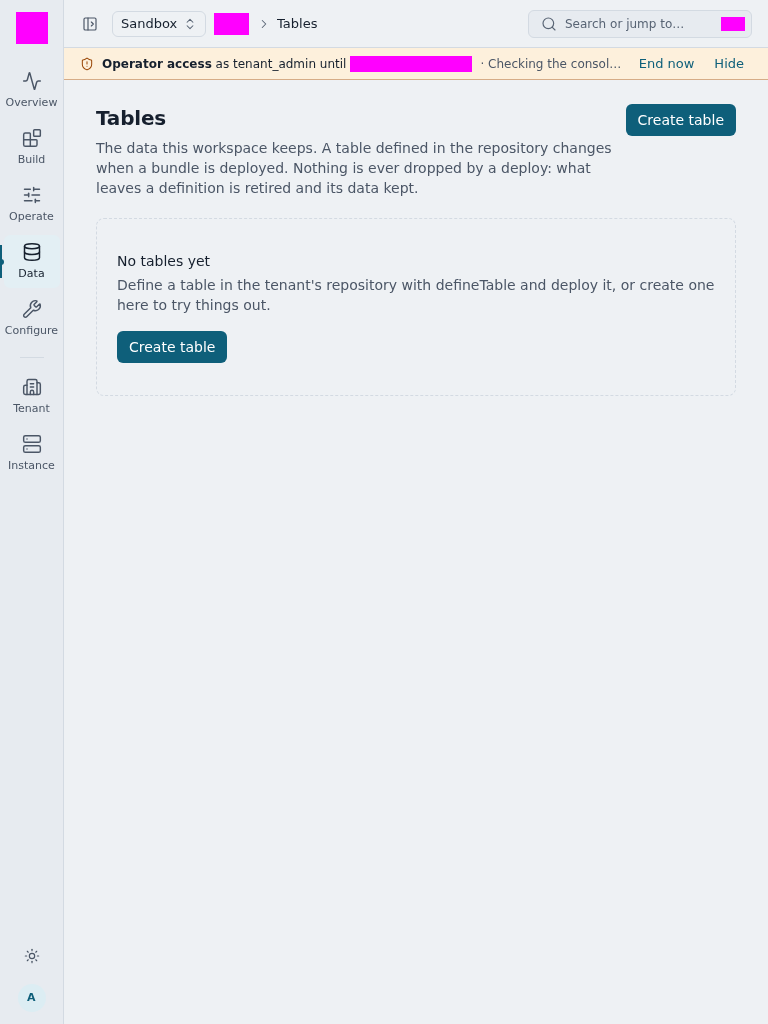 Sandbox
Tables
Search or jump to...
Operator access as tenant_admin until
· Checking the consol... End now Hide
Overview
Build
Operate
Data
Configure
Tenant
Instance
A
Tables
Create table
The data this workspace keeps. A table defined in the repository changes
when a bundle is deployed. Nothing is ever dropped by a deploy: what
leaves a definition is retired and its data kept.
No tables yet
Define a table in the tenant's repository with defineTable and deploy it, or create one
here to try things out.
Create table